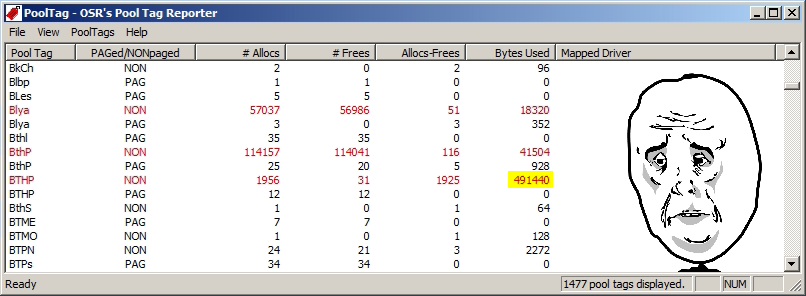 PoolTag - OSR's Pool Tag Reporter
File View PoolTags Help
Pool Tag PAGed/NONpaged # Allocs # Frees Allocs-Frees Bytes Used Mapped Driver
BkCh NON 2 0 2 96
Blbp PAG 1 1 0 0
BLes PAG 5 5 0 0
Blya NON 57037 56986 51 18320
Blya PAG 3 0 3 352
Bthl PAG 35 35 0 0
BthP NON 114157 114041 116 41504
BthP PAG 25 20 5 928
BTHP NON 1956 31 1925 491440
BTHP PAG 12 12 0 0
BthS NON 1 0 1 64
BTME PAG 7 7 0 0
BTMO NON 1 0 1 128
BTPN NON 24 21 3 2272
BTPs PAG 34 34 0 0
Ready 1477 pool tags displayed. NUM